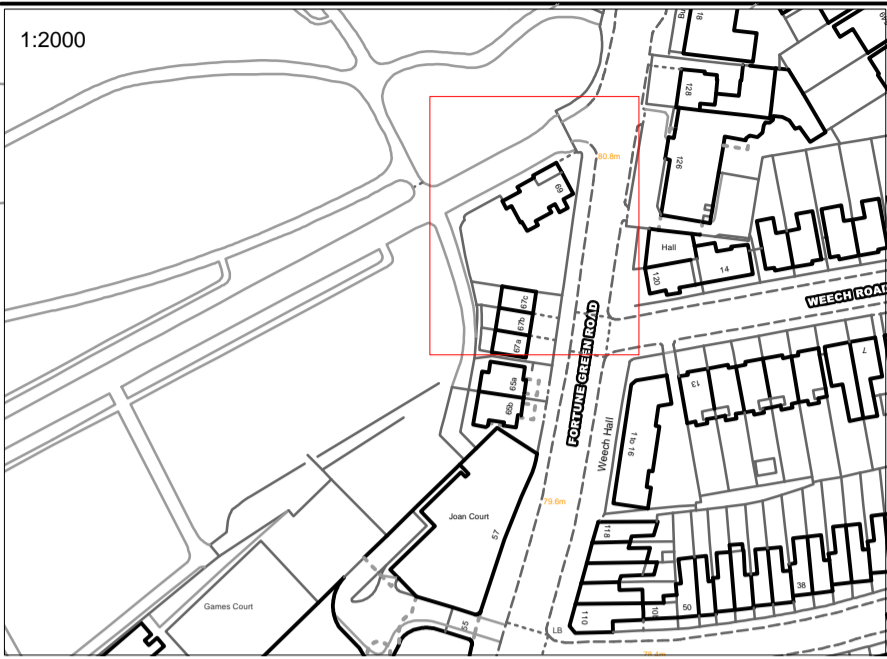 1:2000
18
128
126
80.8m
69
Hall
120
14
WEECH ROAD
67c
67b
67a
FORTUNE GREEN ROAD
65a
65b
13
7
Weech Hall
1 to 16
Joan Court
57
79.6m
118
38
50
110
Games Court
55
LB